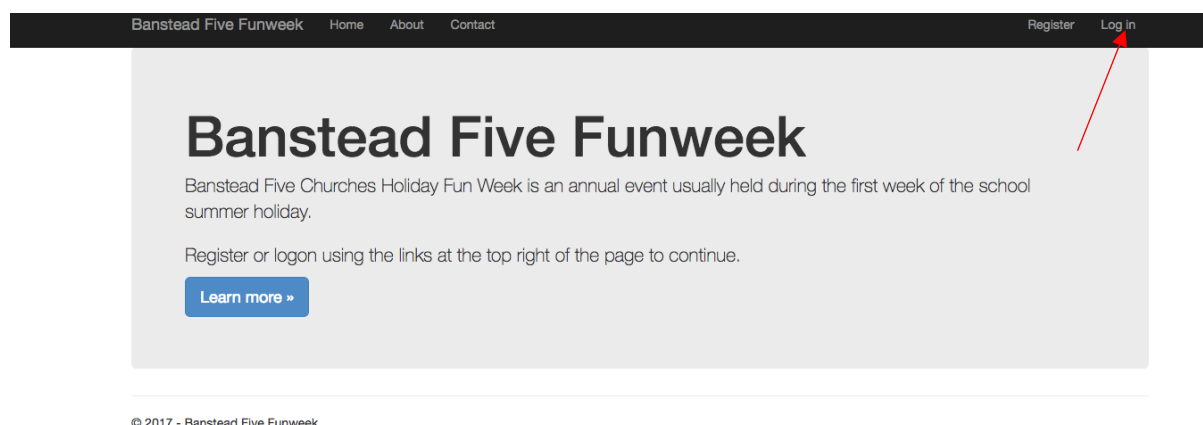 Banstead Five Funweek Home About Contact Register Log in
Banstead Five Funweek
Banstead Five Churches Holiday Fun Week is an annual event usually held during the first week of the school
summer holiday.
Register or logon using the links at the top right of the page to continue.
Learn more »
© 2017 - Banstead Five Funweek